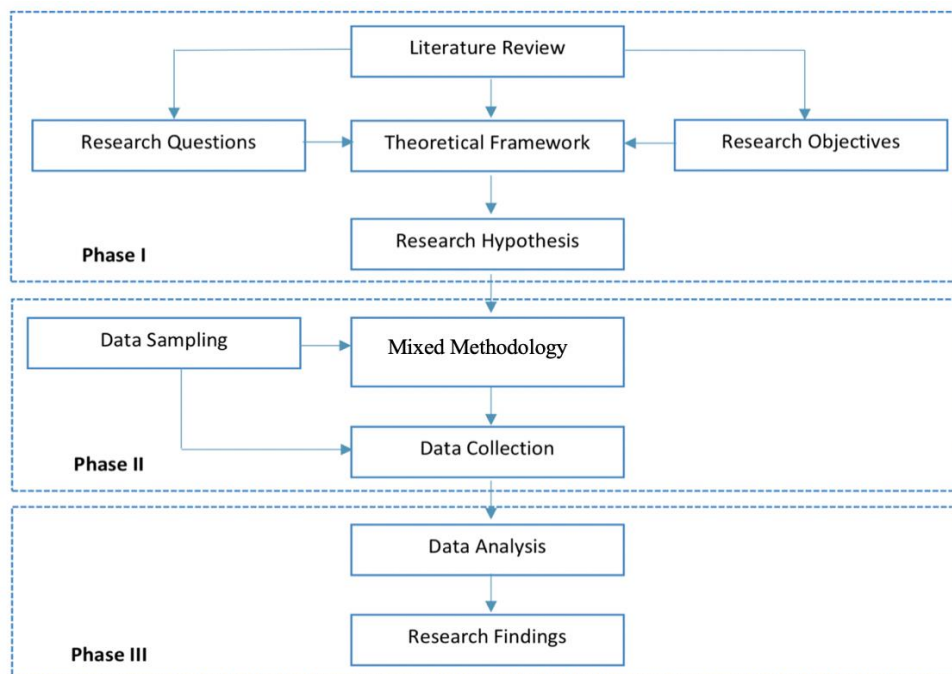 Literature Review
Research Questions
Theoretical Framework
Research Objectives
Research Hypothesis
Phase I
Data Sampling
Mixed Methodology
Data Collection
Phase II
Data Analysis
Research Findings
Phase III